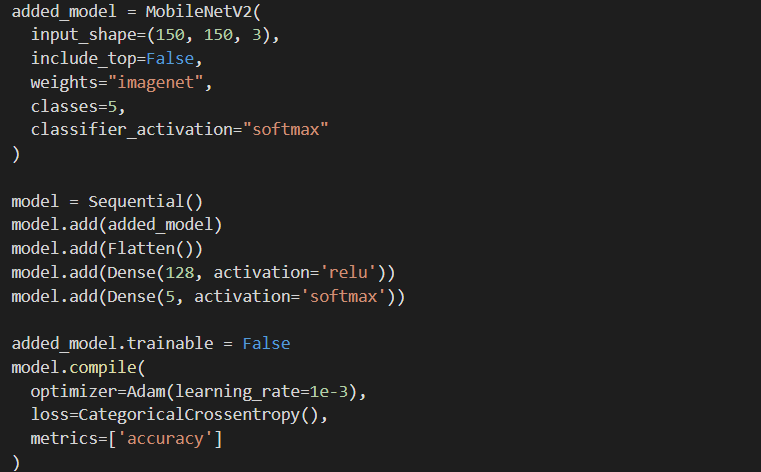 added_model = MobileNetV2(
  input_shape=(150, 150, 3),
  include_top=False,
  weights="imagenet",
  classes=5,
  classifier_activation="softmax"
)

model = Sequential()
model.add(added_model)
model.add(Flatten())
model.add(Dense(128, activation='relu'))
model.add(Dense(5, activation='softmax'))

added_model.trainable = False
model.compile(
  optimizer=Adam(learning_rate=1e-3),
  loss=CategoricalCrossentropy(),
  metrics=['accuracy']
)